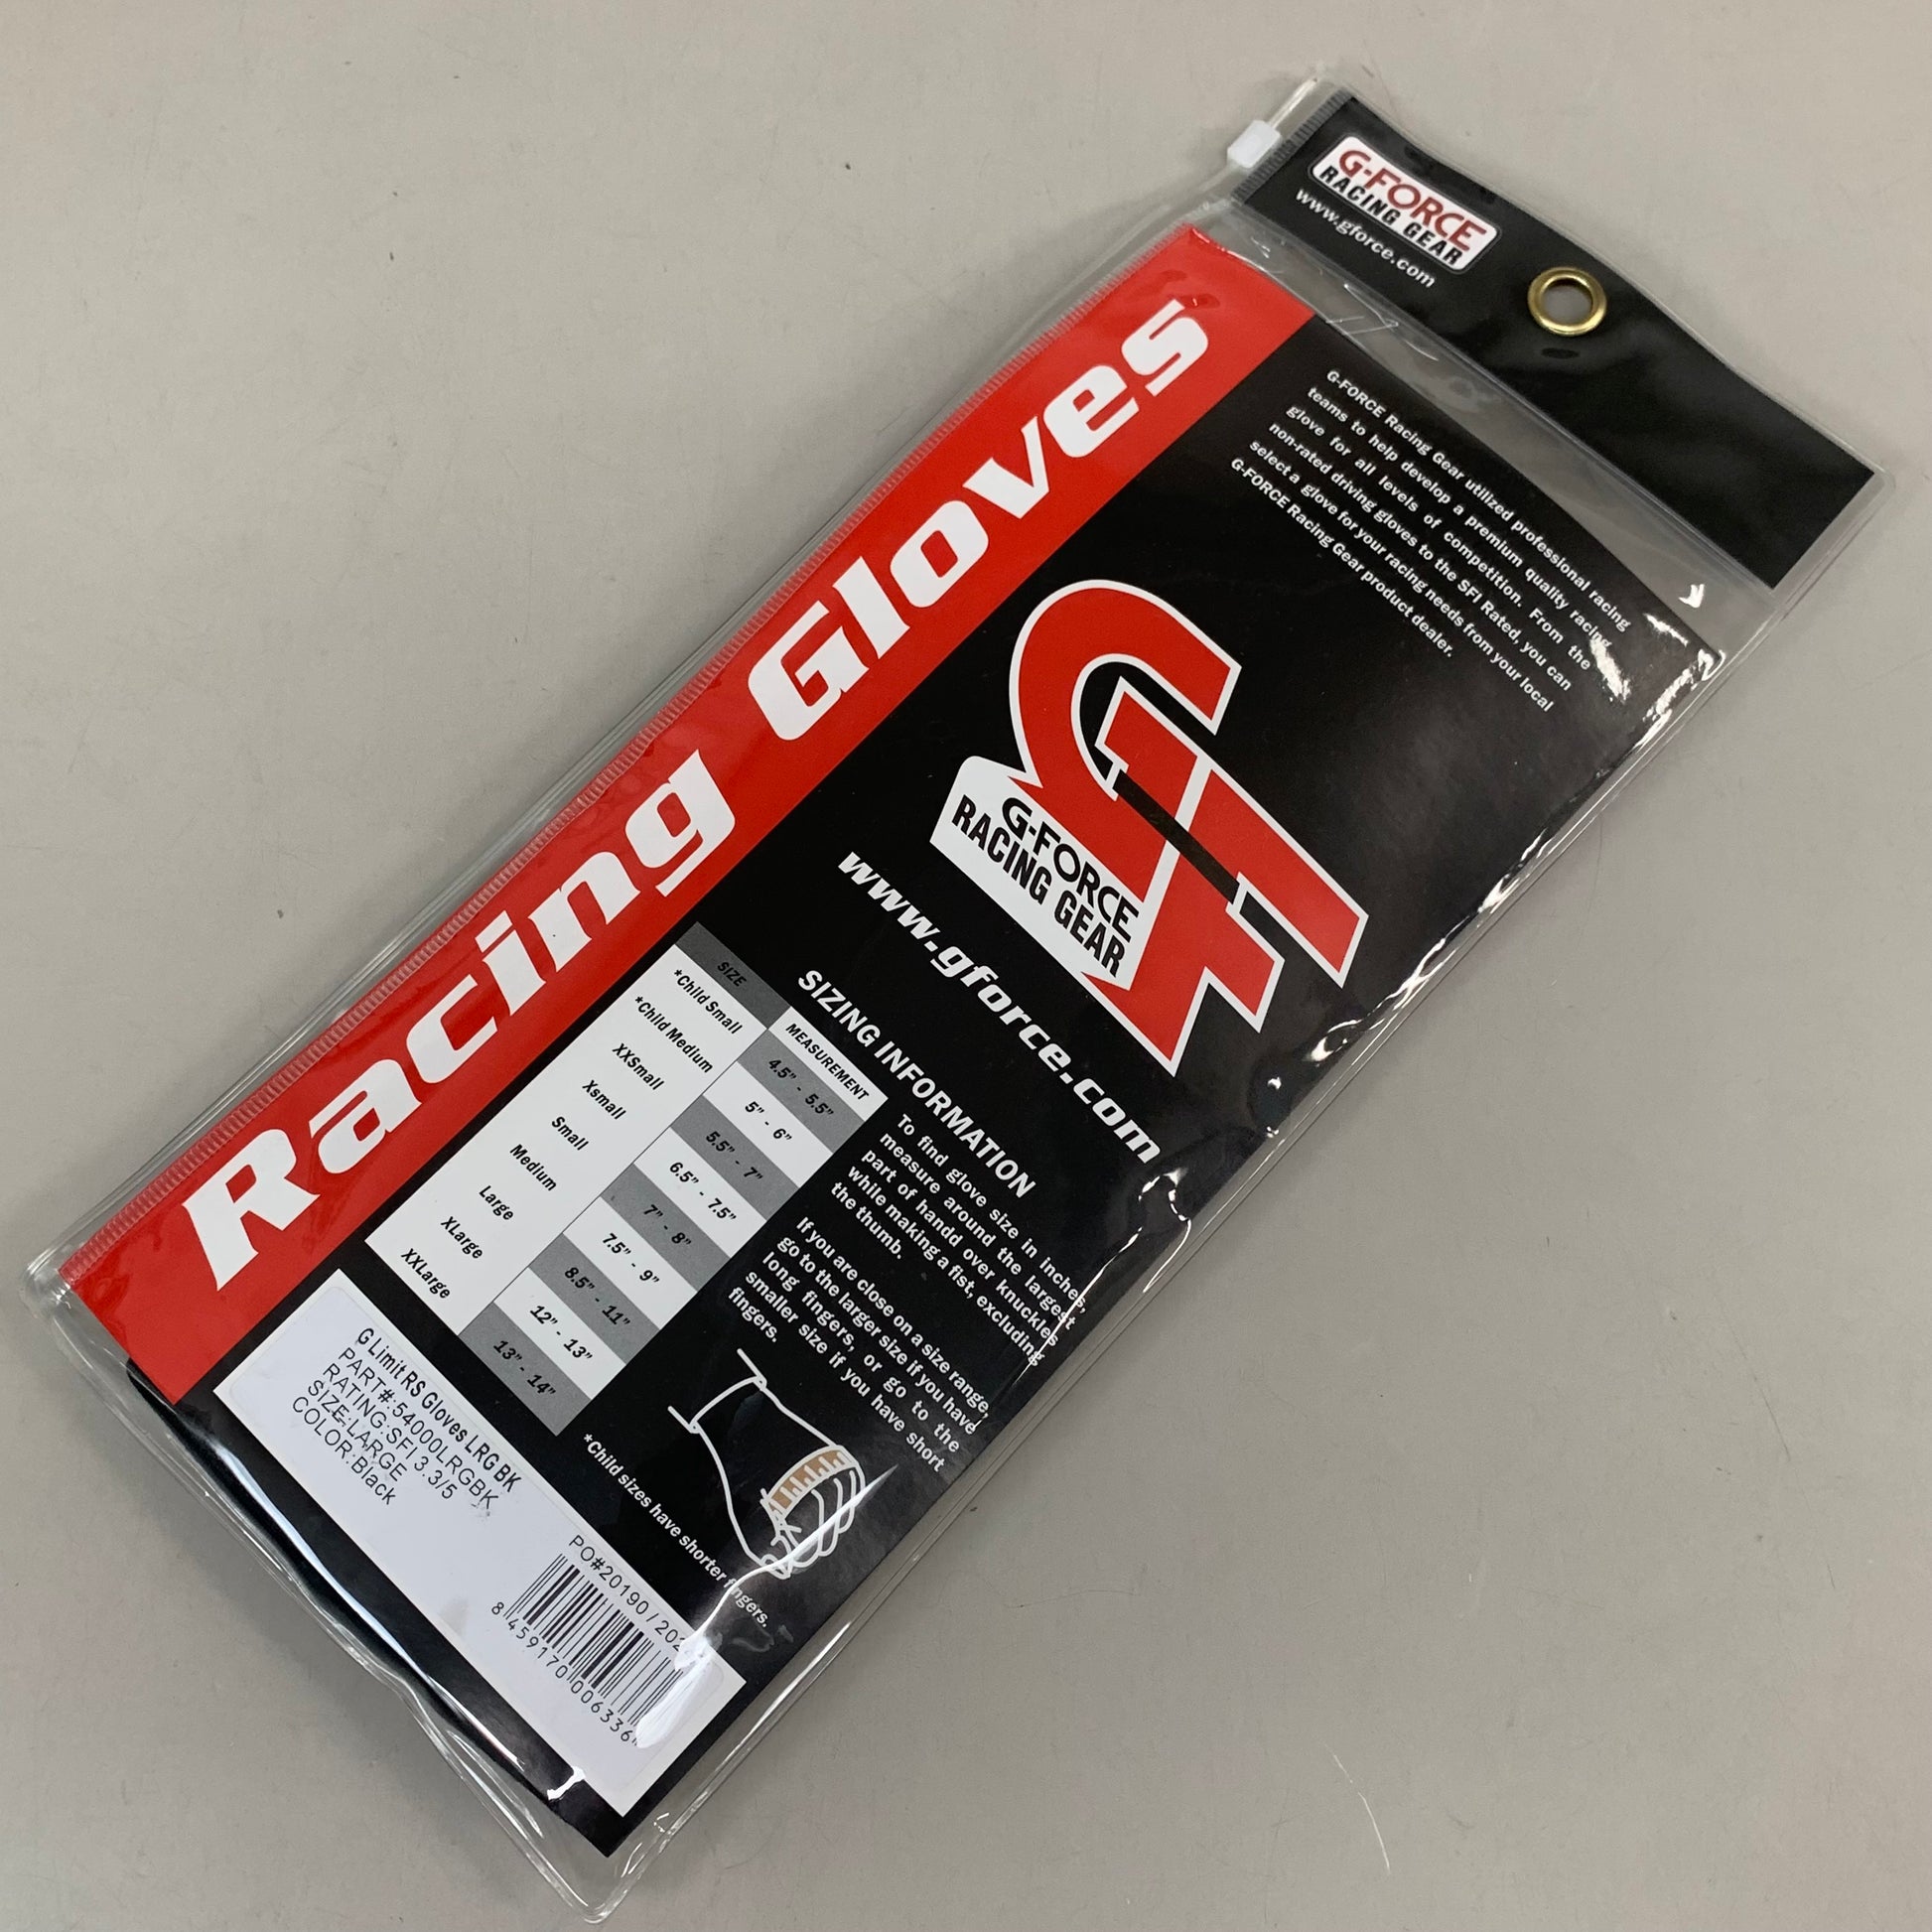 G-FORCE
RACING GEAR
www.gforce.com
Racing Gloves
G-FORCE Racing Gear utilized professional racing
teams to help develop a premium quality racing
glove for all levels of competition. From the
non-rated driving gloves to the SFI Rated, you can
select a glove for your racing needs from your local
G-FORCE Racing Gear product dealer.
GF
G-FORCE
RACING GEAR
www.gforce.com
SIZING INFORMATION
SIZE MEASUREMENT
*Child Small 4.5" - 5.5"
*Child Medium 5" - 6"
XXSmall 5.5" - 7"
Xsmall 6.5" - 7.5"
Small 7" - 8"
Medium 7.5" - 9"
Large 8.5" - 11"
XLarge 12" - 13"
XXLarge 13" - 14"
To find glove size in inches,
measure around the largest
part of hand over knuckles
while making a fist, excluding
the thumb.
If you are close on a size range,
go to the larger size if you have
long fingers, or go to the
smaller size if you have short
fingers.
*Child sizes have shorter fingers.
G Limit RS Gloves LRG BK
PART#:54000LRGBK
RATING:SFI 3.3/5
SIZE:LARGE
COLOR:Black
PO#20190 /
8 459170 006336